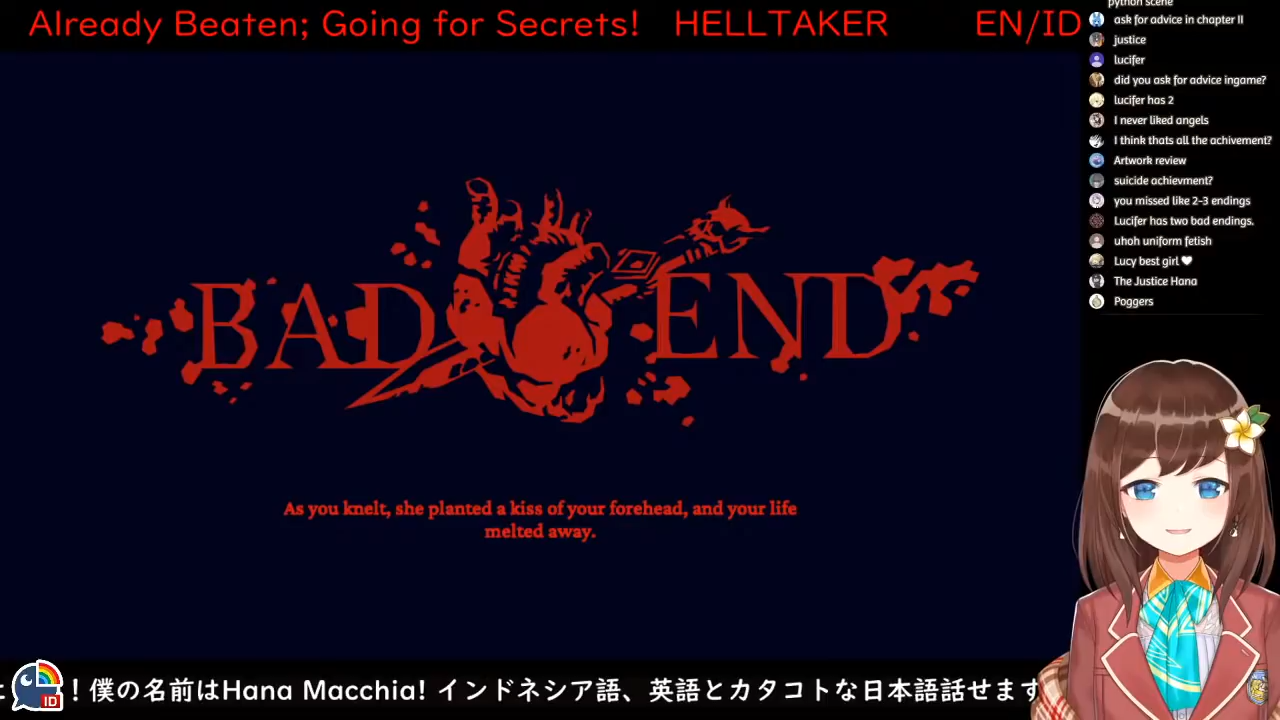 Already Beaten; Going for Secrets! HELLTAKER EN/ID
python scene
ask for advice in chapter II
justice
lucifer
did you ask for advice ingame?
lucifer has 2
I never liked angels
I think thats all the achivement?
Artwork review
suicide achievment?
you missed like 2-3 endings
Lucifer has two bad endings.
uhoh uniform fetish
Lucy best girl
The Justice Hana
Poggers
BAD END
As you knelt, she planted a kiss of your forehead, and your life
melted away.
ID
！僕の名前はHana Macchia! インドネシア語、英語とカタコトな日本語話せます